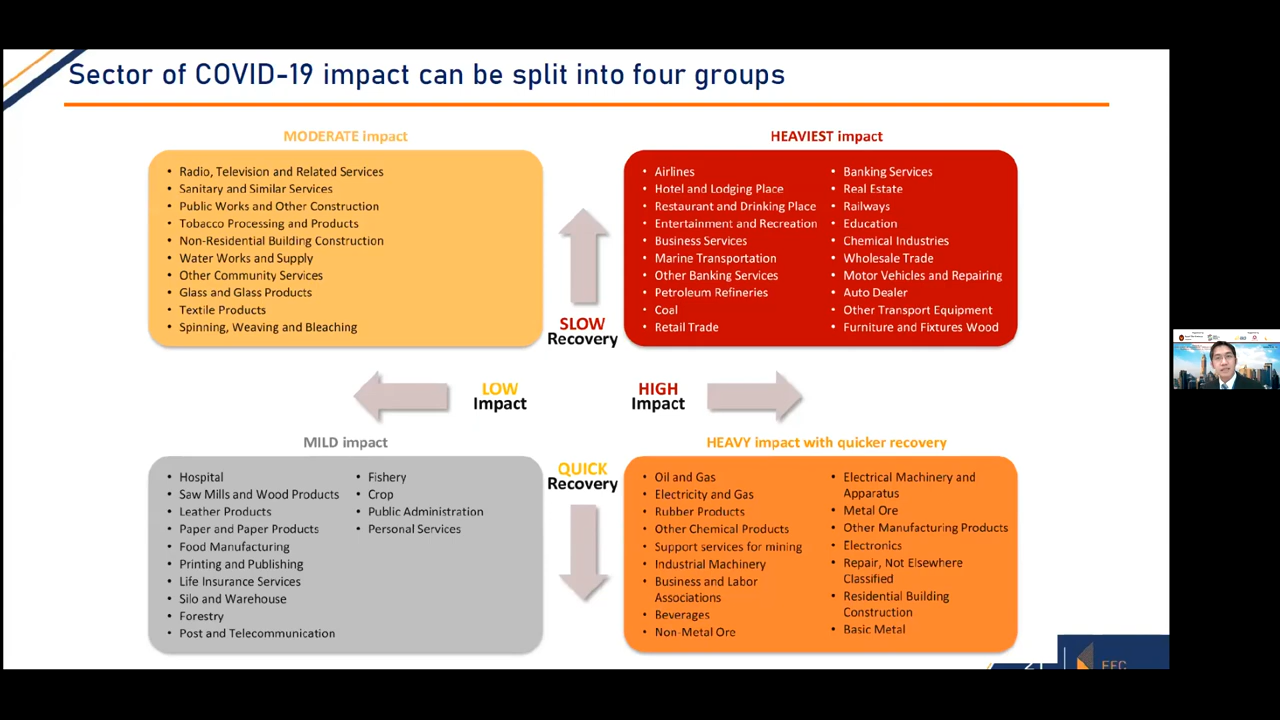 Sector of COVID-19 impact can be split into four groups
MODERATE impact
• Radio, Television and Related Services
• Sanitary and Similar Services
• Public Works and Other Construction
• Tobacco Processing and Products
• Non-Residential Building Construction
• Water Works and Supply
• Other Community Services
• Glass and Glass Products
• Textile Products
• Spinning, Weaving and Bleaching
HEAVIEST impact
• Airlines
• Hotel and Lodging Place
• Restaurant and Drinking Place
• Entertainment and Recreation
• Business Services
• Marine Transportation
• Other Banking Services
• Petroleum Refineries
• Coal
• Retail Trade
• Banking Services
• Real Estate
• Railways
• Education
• Chemical Industries
• Wholesale Trade
• Motor Vehicles and Repairing
• Auto Dealer
• Other Transport Equipment
• Furniture and Fixtures Wood
SLOW
Recovery
LOW
Impact
HIGH
Impact
QUICK
Recovery
MILD impact
• Hospital
• Saw Mills and Wood Products
• Leather Products
• Paper and Paper Products
• Food Manufacturing
• Printing and Publishing
• Life Insurance Services
• Silo and Warehouse
• Forestry
• Post and Telecommunication
• Fishery
• Crop
• Public Administration
• Personal Services
HEAVY impact with quicker recovery
• Oil and Gas
• Electricity and Gas
• Rubber Products
• Other Chemical Products
• Support services for mining
• Industrial Machinery
• Business and Labor
Associations
• Beverages
• Non-Metal Ore
• Electrical Machinery and
Apparatus
• Metal Ore
• Other Manufacturing Products
• Electronics
• Repair, Not Elsewhere
Classified
• Residential Building
Construction
• Basic Metal